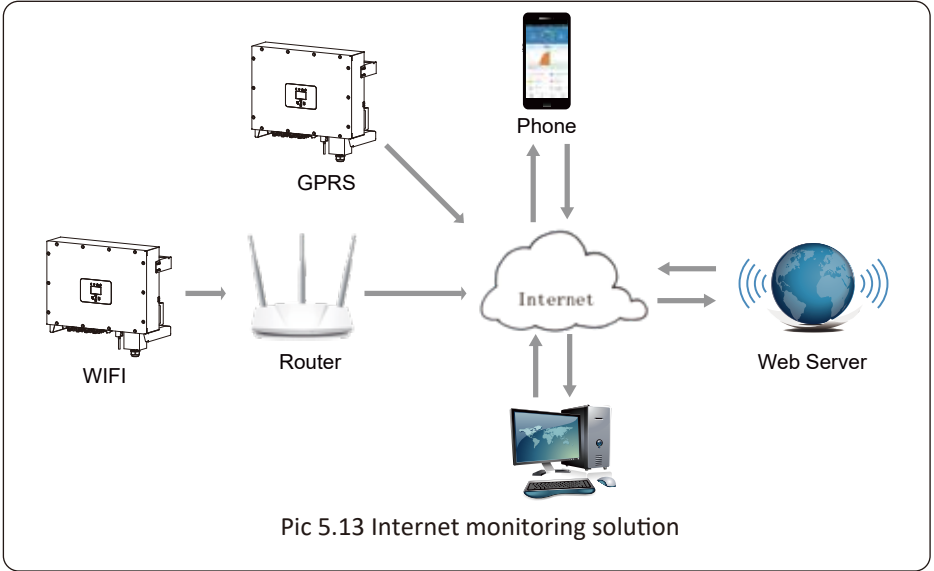 Phone
GPRS
Internet
WIFI
Router
Web Server
Pic 5.13 Internet monitoring solution